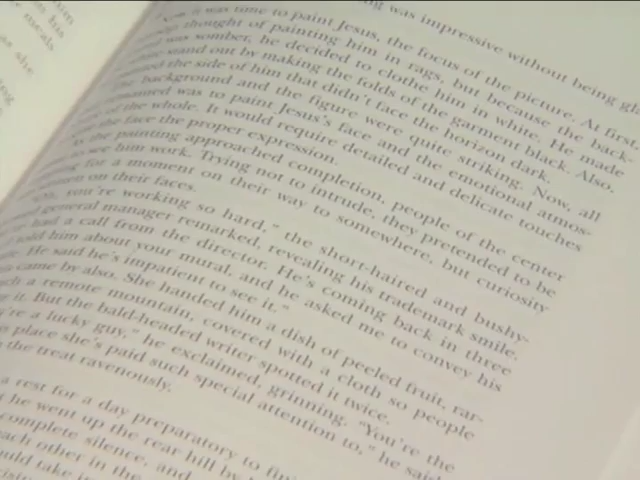 was impressive without being
it was time to paint Jesus, the focus of the picture. At first,
thought of painting him in rags, but because the back-
was somber, he decided to clothe him in white. He made
stand out by making the folds of the garment black. Also,
the side of him that didn't face the horizon dark.
background and the figure were quite striking. Now, all
remained was to paint Jesus's face and the emotional atmos-
of the whole. It would require detailed and delicate touches
face the proper expression.
the painting approached completion, people of the center
to see him work. Trying not to intrude, they pretended to be
for a moment on their way to somewhere, but curiosity
on their faces.
you're working so hard," the short-haired and bushy-
general manager remarked, revealing his trademark smile.
had a call from the director. He's coming back in three
told him about your mural, and he asked me to convey his
He said he's impatient to see it."
came by also. She handed him a dish of peeled fruit, rar-
a remote mountain, covered with a cloth so people
it. But the bald-headed writer spotted it twice.
a lucky guy," he exclaimed, grinning. "You're the
place she's paid such special attention to," he said
the treat ravenously.
a rest for a day preparatory to
he went up the rear hill by
complete silence, and
each other in the